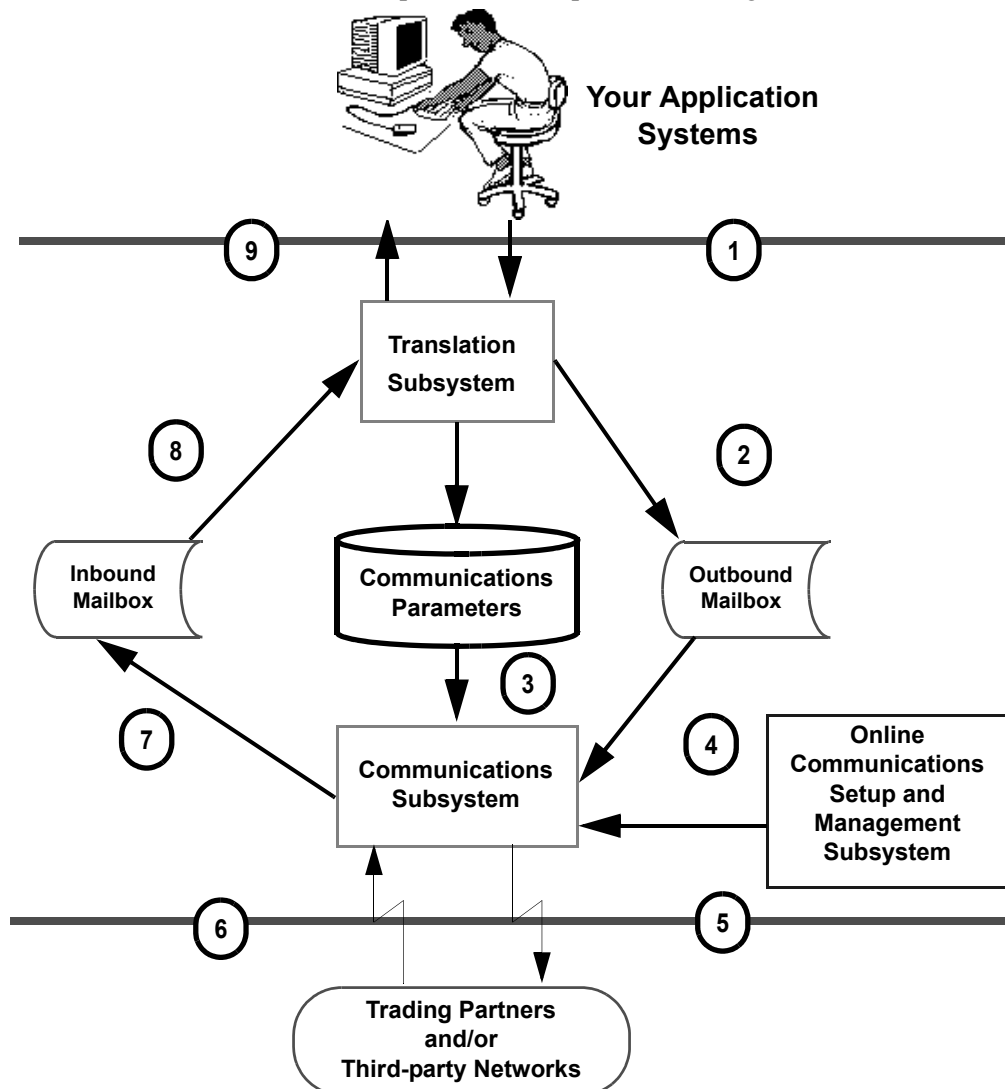 Your Application
Systems
9
1
Translation
Subsystem
8
2
Inbound
Mailbox
Communications
Parameters
Outbound
Mailbox
3
7
4
Communications
Subsystem
Online
Communications
Setup and
Management
Subsystem
6
5
Trading Partners
and/or
Third-party Networks